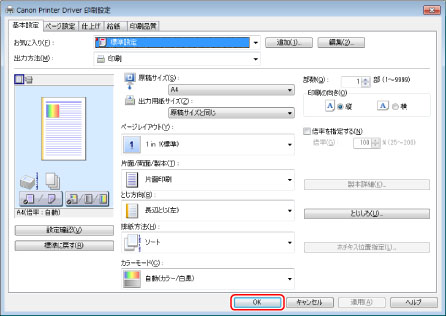 Canon Printer Driver 印刷設定
基本設定 ページ設定 仕上げ 給紙 印刷品質
お気に入り(F): 標準設定 追加(1)... 編集(2)...
出力方法(M): 印刷
原稿サイズ(S):
A4
出力用紙サイズ(Z):
原稿サイズと同じ
部数(O): 1 部 (1～9999)
印刷の向き(Q)
A 縦 A 横
ページレイアウト(Y):
1 1 in 1(標準)
倍率を指定する(N)
倍率(G): 100 % (25～200)
片面/両面/製本(T):
片面印刷
製本詳細(K)...
とじ方向(B):
長辺とじ(左)
とじしろ(U)...
排紙方法(H):
ソート
ホチキス位置指定(I)...
カラーモード(C):
自動(カラー/白黒)
A4(倍率:自動)
設定確認(V)
標準に戻す(R)
OK キャンセル 適用(A) ヘルプ